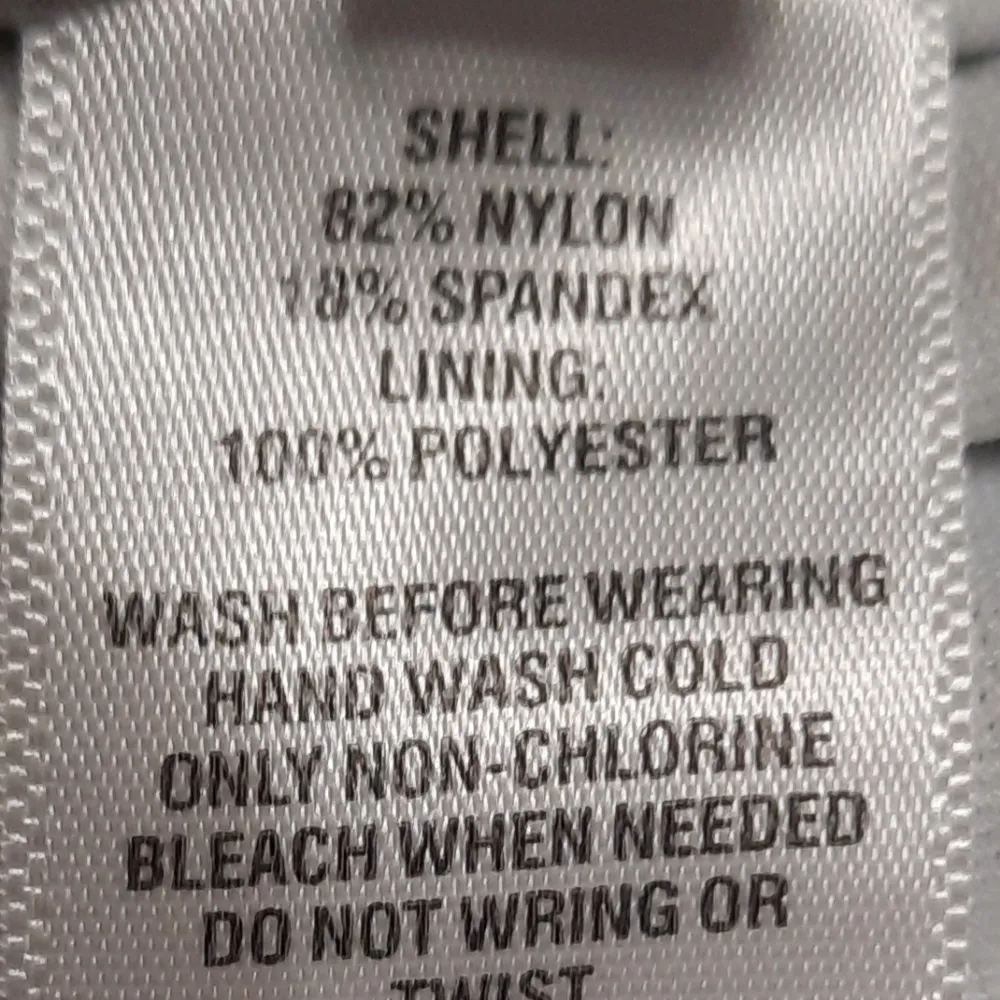 SHELL:
82% NYLON
18% SPANDEX
LINING:
100% POLYESTER
WASH BEFORE WEARING
HAND WASH COLD
ONLY NON-CHLORINE
BLEACH WHEN NEEDED
DO NOT WRING OR
TWIST